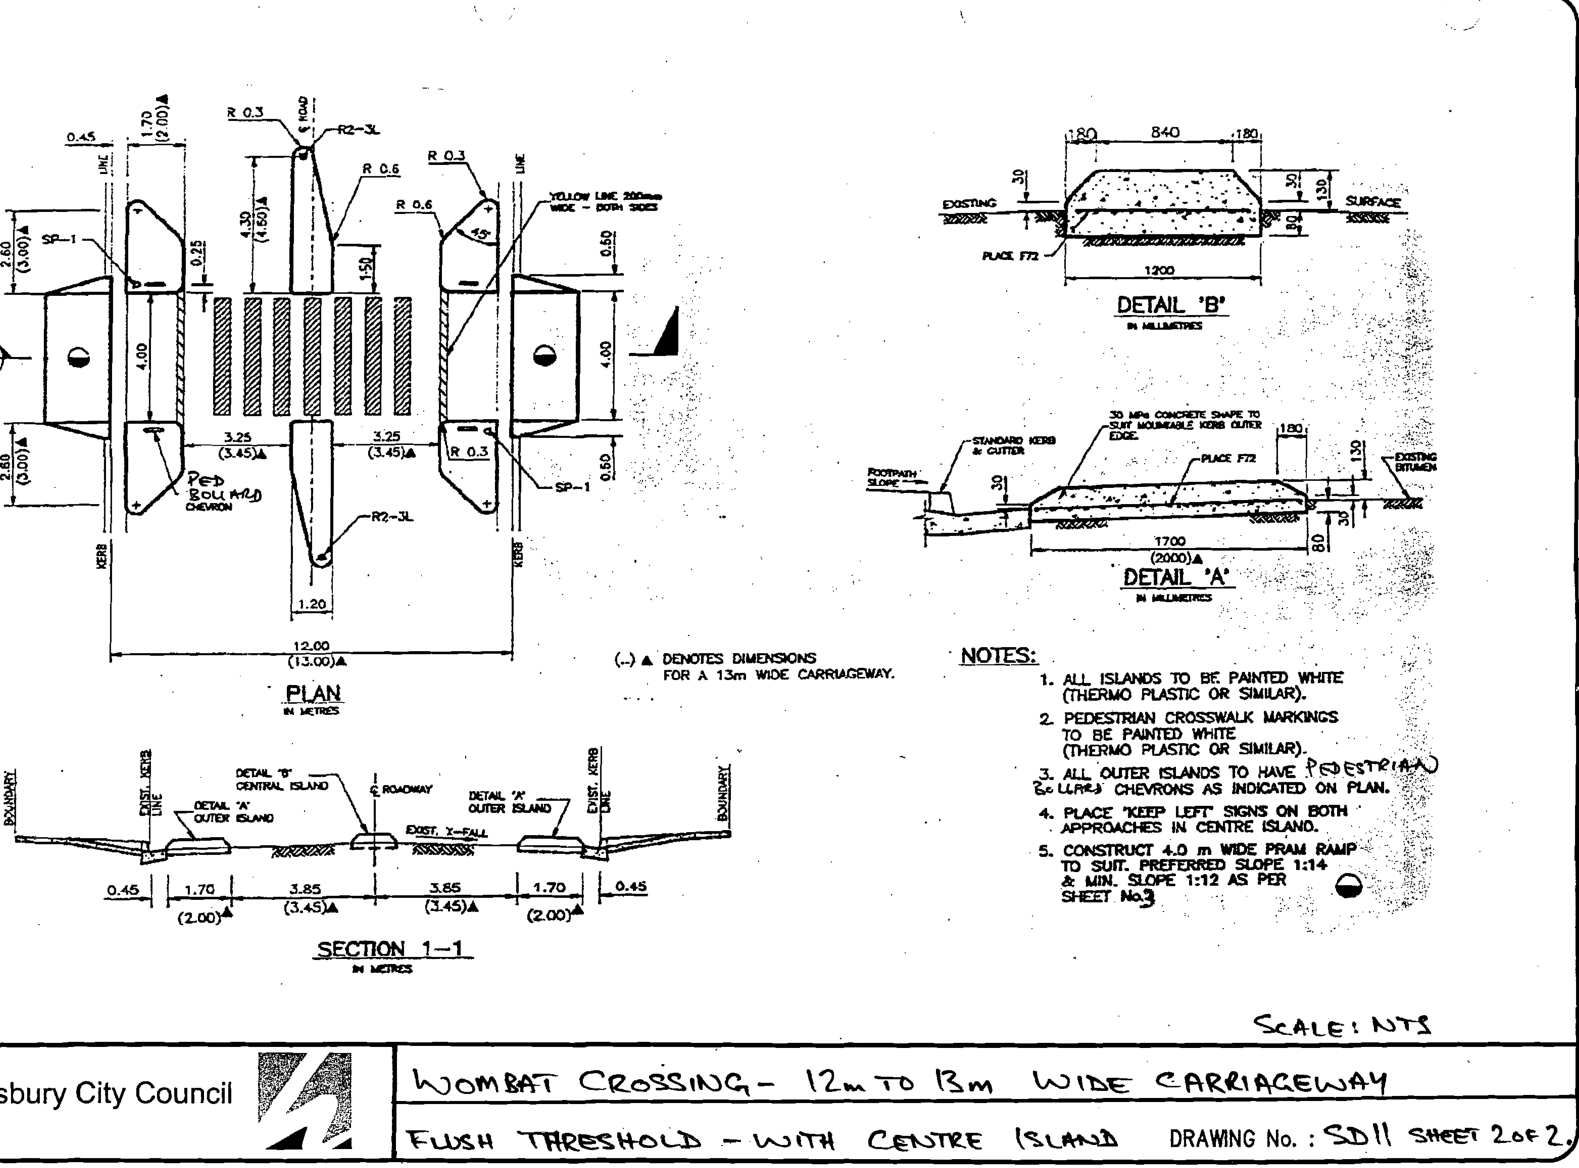 0.45
1.70
(2.00)▲
LINE
R 0.3
℄ ROAD
R2-3L
R 0.6
R 0.3
LINE
R 0.6
YELLOW LINE 200mm
WIDE - BOTH SIDES
4.30
(4.60)▲
45°
SP-1
2.60
(3.00)▲
0.25
1.50
0.60
4.00
4.00
2.60
(3.00)▲
3.25
(3.45)▲
3.25
(3.45)▲
R 0.3
0.50
PED
BOLLARD
CHEVRON
SP-1
R2-3L
KERB
KERB
1.20
12.00
(13.00)▲
PLAN
IN METRES
(..) ▲ DENOTES DIMENSIONS
FOR A 13m WIDE CARRIAGEWAY.
180
840
180
30
30
130
EXISTING
SURFACE
80
PLACE F72
1200
DETAIL 'B'
IN MILLIMETRES
30 MPa CONCRETE SHAPE TO
SUIT MOUNTABLE KERB OUTER
EDGE.
180
STANDARD KERB
& GUTTER
PLACE F72
130
EXISTING
BITUMEN
FOOTPATH
SLOPE
30
30
80
1700
(2000)▲
DETAIL 'A'
IN MILLIMETRES
BOUNDARY
EXIST. KERB
LINE
DETAIL 'B'
CENTRAL ISLAND
DETAIL 'A'
OUTER ISLAND
℄ ROADWAY
DETAIL 'A'
OUTER ISLAND
EXIST. X-FALL
EXIST. KERB
LINE
BOUNDARY
0.45
1.70
(2.00)▲
3.85
(3.45)▲
3.85
(3.45)▲
1.70
(2.00)▲
0.45
SECTION 1-1
IN METRES
NOTES:
1. ALL ISLANDS TO BE PAINTED WHITE
(THERMO PLASTIC OR SIMILAR).
2. PEDESTRIAN CROSSWALK MARKINGS
TO BE PAINTED WHITE
(THERMO PLASTIC OR SIMILAR).
3. ALL OUTER ISLANDS TO HAVE PEDESTRIAN
BOLLARD CHEVRONS AS INDICATED ON PLAN.
4. PLACE 'KEEP LEFT' SIGNS ON BOTH
APPROACHES IN CENTRE ISLAND.
5. CONSTRUCT 4.0 m WIDE PRAM RAMP
TO SUIT. PREFERRED SLOPE 1:14
& MIN. SLOPE 1:12 AS PER
SHEET No.3
SCALE: NTS
sbury City Council
WOMBAT CROSSING - 12m TO 13m WIDE CARRIAGEWAY
FLUSH THRESHOLD - WITH CENTRE ISLAND
DRAWING No. : SD11 SHEET 2 OF 2.